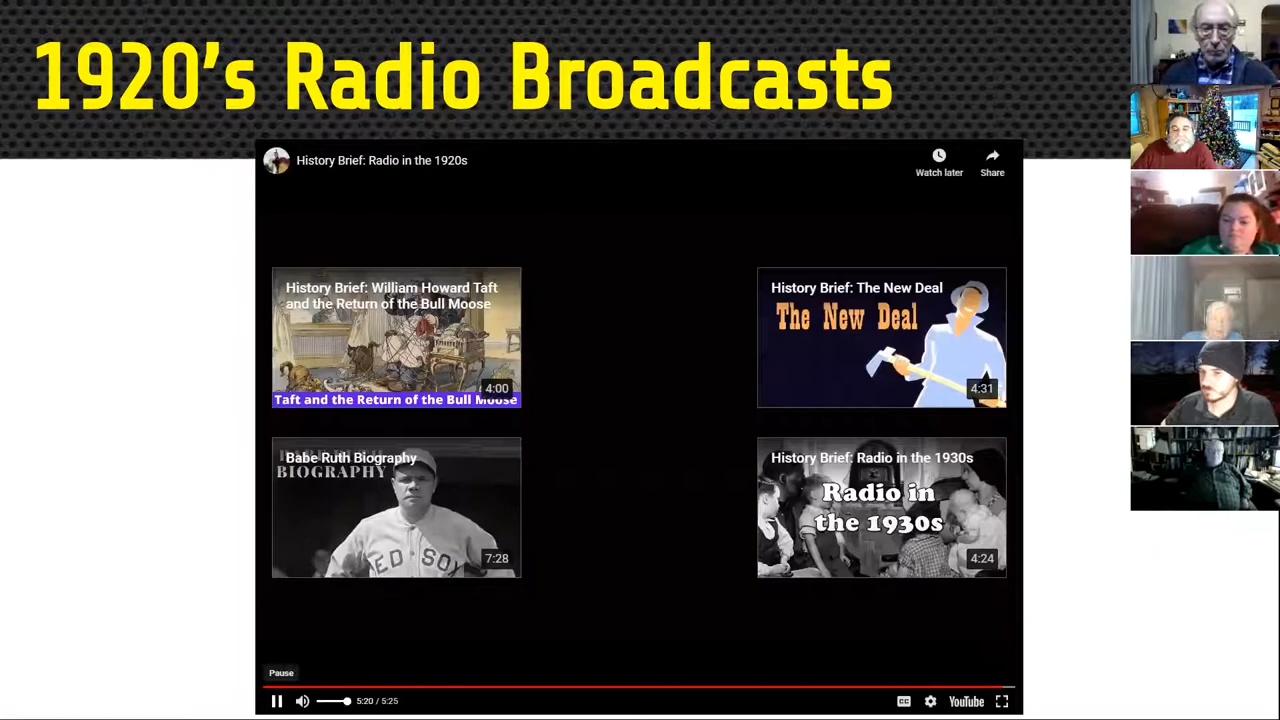 1920's Radio Broadcasts
History Brief: Radio in the 1920s
Watch later
Share
History Brief: William Howard Taft
and the Return of the Bull Moose
4:00
Taft and the Return of the Bull Moose
History Brief: The New Deal
The New Deal
4:31
Babe Ruth Biography
BIOGRAPHY
RED SOX
7:28
History Brief: Radio in the 1930s
Radio in
the 1930s
4:24
Pause
5:20 / 5:25
CC
YouTube